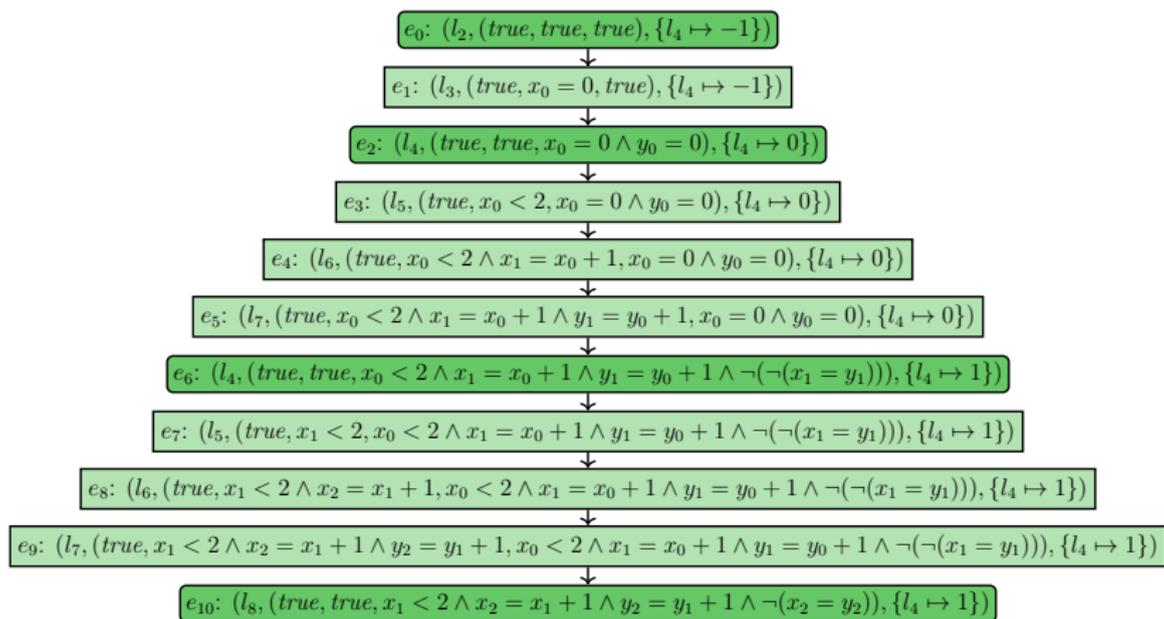 e₀: (l₂, (true, true, true), {l₄ ↦ −1})
e₁: (l₃, (true, x₀ = 0, true), {l₄ ↦ −1})
e₂: (l₄, (true, true, x₀ = 0 ∧ y₀ = 0), {l₄ ↦ 0})
e₃: (l₅, (true, x₀ < 2, x₀ = 0 ∧ y₀ = 0), {l₄ ↦ 0})
e₄: (l₆, (true, x₀ < 2 ∧ x₁ = x₀ + 1, x₀ = 0 ∧ y₀ = 0), {l₄ ↦ 0})
e₅: (l₇, (true, x₀ < 2 ∧ x₁ = x₀ + 1 ∧ y₁ = y₀ + 1, x₀ = 0 ∧ y₀ = 0), {l₄ ↦ 0})
e₆: (l₄, (true, true, x₀ < 2 ∧ x₁ = x₀ + 1 ∧ y₁ = y₀ + 1 ∧ ¬(¬(x₁ = y₁))), {l₄ ↦ 1})
e₇: (l₅, (true, x₁ < 2, x₀ < 2 ∧ x₁ = x₀ + 1 ∧ y₁ = y₀ + 1 ∧ ¬(¬(x₁ = y₁))), {l₄ ↦ 1})
e₈: (l₆, (true, x₁ < 2 ∧ x₂ = x₁ + 1, x₀ < 2 ∧ x₁ = x₀ + 1 ∧ y₁ = y₀ + 1 ∧ ¬(¬(x₁ = y₁))), {l₄ ↦ 1})
e₉: (l₇, (true, x₁ < 2 ∧ x₂ = x₁ + 1 ∧ y₂ = y₁ + 1, x₀ < 2 ∧ x₁ = x₀ + 1 ∧ y₁ = y₀ + 1 ∧ ¬(¬(x₁ = y₁))), {l₄ ↦ 1})
e₁₀: (l₈, (true, true, x₁ < 2 ∧ x₂ = x₁ + 1 ∧ y₂ = y₁ + 1 ∧ ¬(x₂ = y₂)), {l₄ ↦ 1})